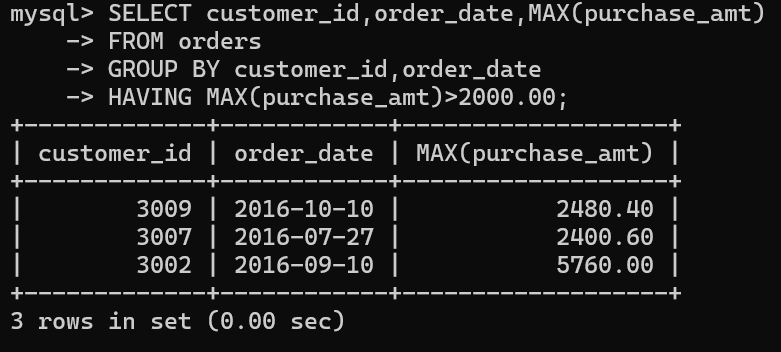 mysql> SELECT customer_id,order_date,MAX(purchase_amt)
    -> FROM orders
    -> GROUP BY customer_id,order_date
    -> HAVING MAX(purchase_amt)>2000.00;
+-------------+------------+-------------------+
| customer_id | order_date | MAX(purchase_amt) |
+-------------+------------+-------------------+
|        3009 | 2016-10-10 |           2480.40 |
|        3007 | 2016-07-27 |           2400.60 |
|        3002 | 2016-09-10 |           5760.00 |
+-------------+------------+-------------------+
3 rows in set (0.00 sec)